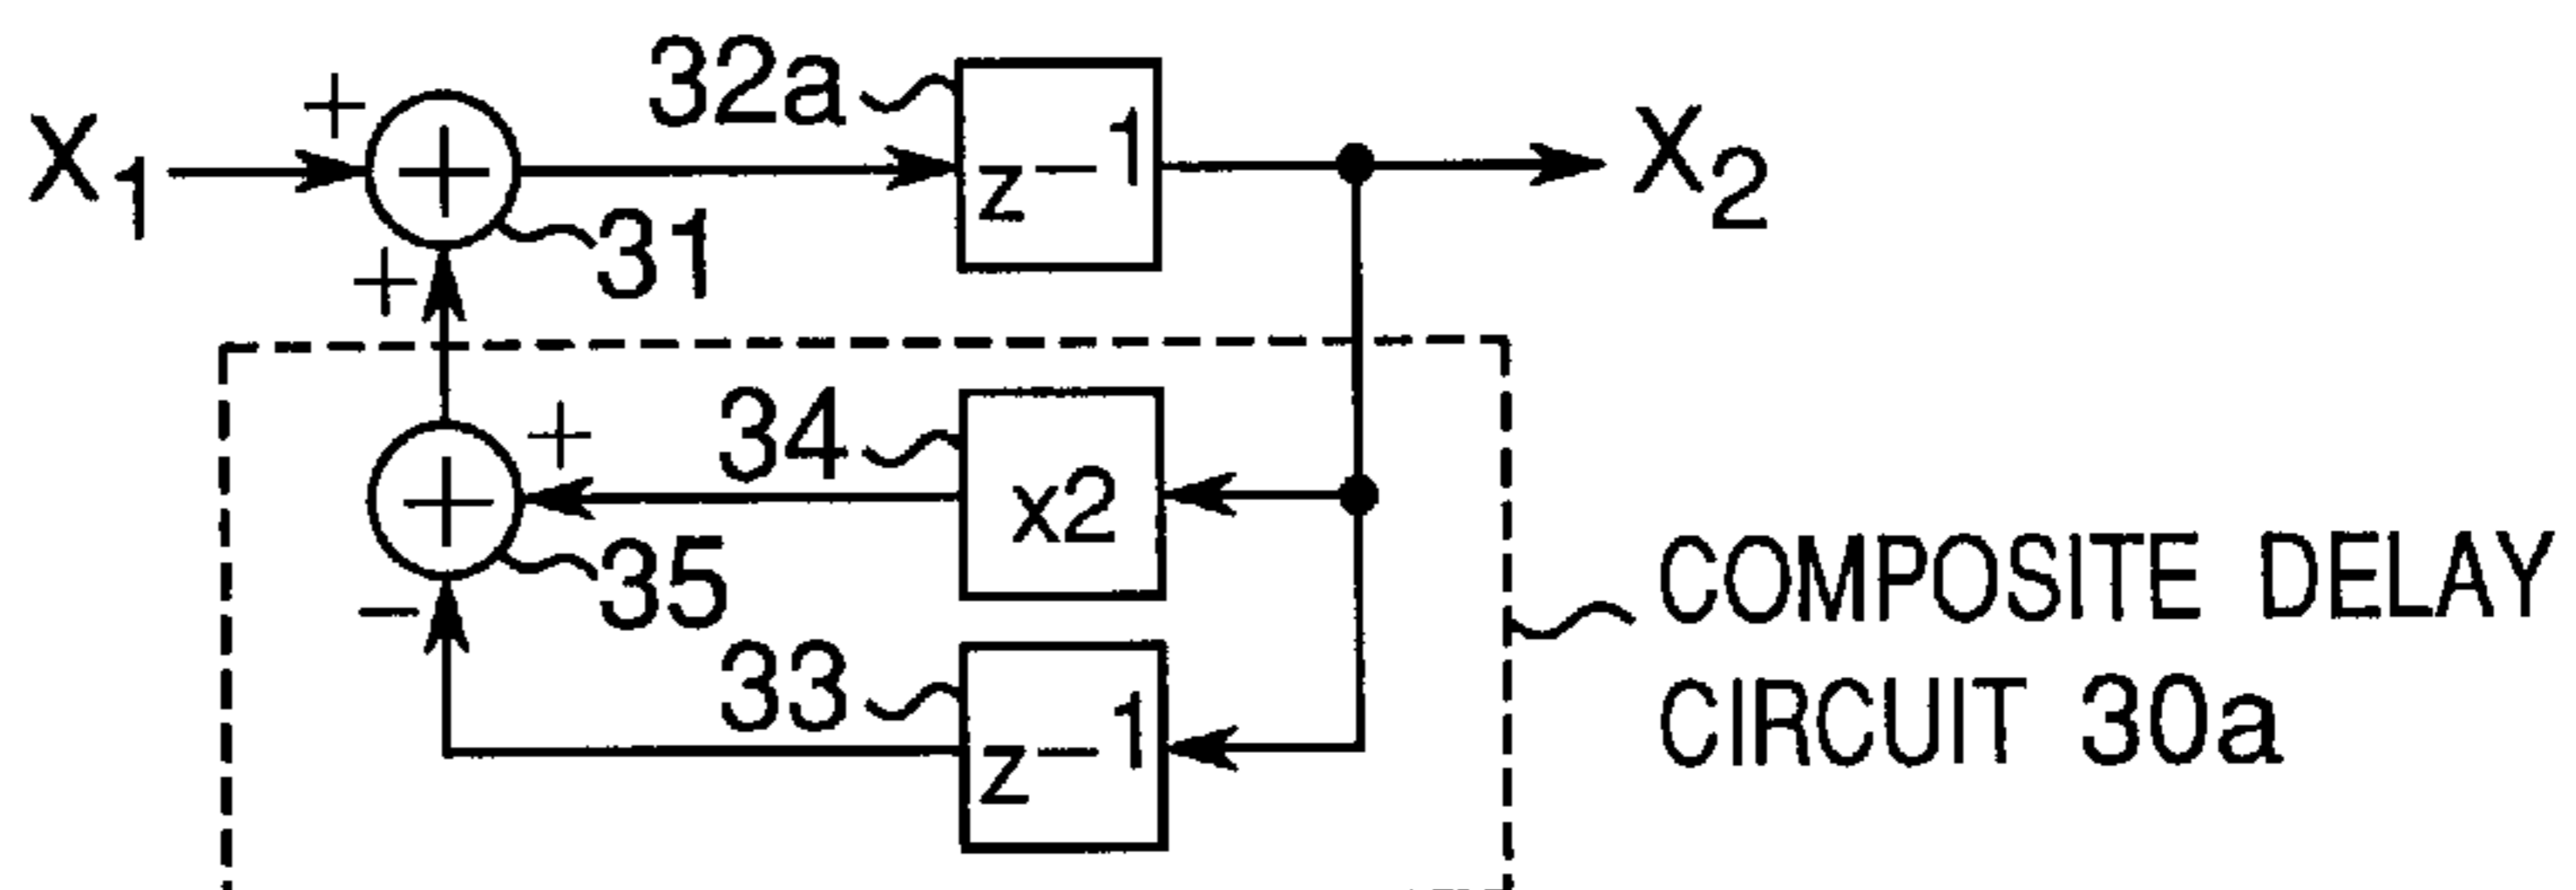 32a
+
X₁
+
z⁻¹
X₂
31
+
+
34
+
+
x2
35
−
COMPOSITE DELAY
CIRCUIT 30a
33
z⁻¹